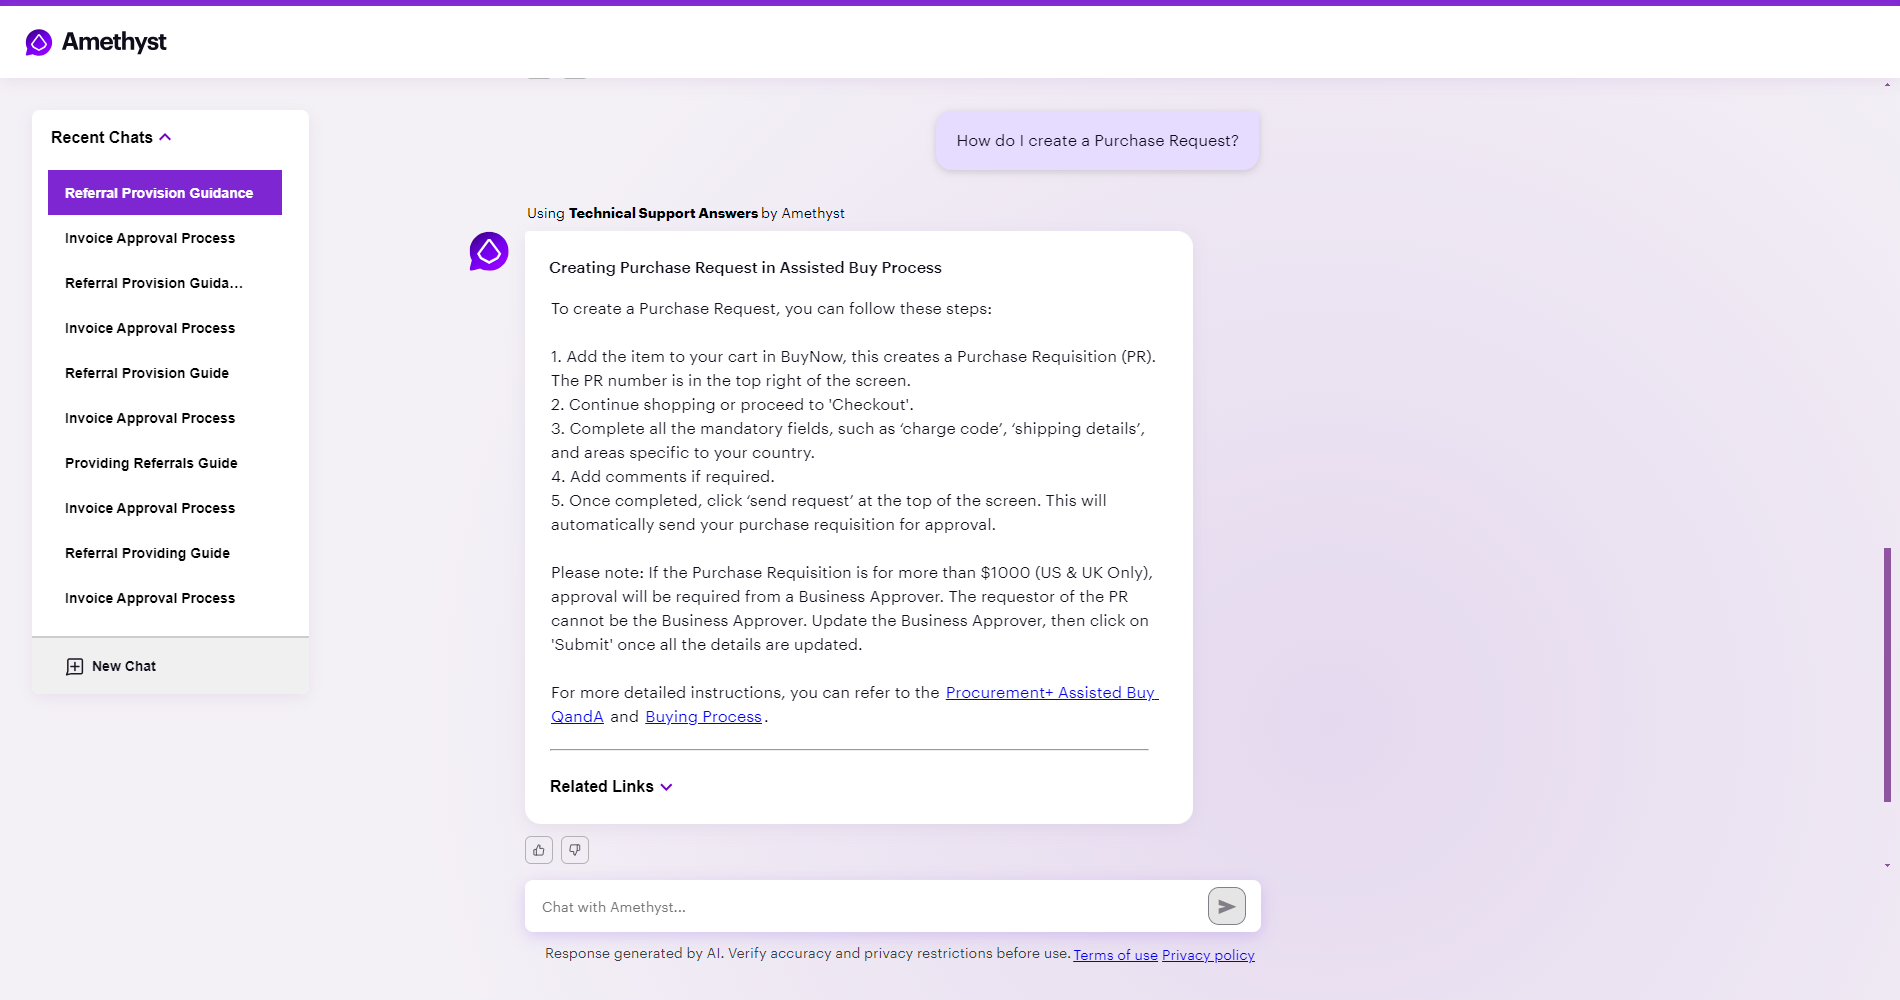 Amethyst
Recent Chats
Referral Provision Guidance
Invoice Approval Process
Referral Provision Guida...
Invoice Approval Process
Referral Provision Guide
Invoice Approval Process
Providing Referrals Guide
Invoice Approval Process
Referral Providing Guide
Invoice Approval Process
New Chat
How do I create a Purchase Request?
Using Technical Support Answers by Amethyst
Creating Purchase Request in Assisted Buy Process
To create a Purchase Request, you can follow these steps:
1. Add the item to your cart in BuyNow, this creates a Purchase Requisition (PR).
The PR number is in the top right of the screen.
2. Continue shopping or proceed to 'Checkout'.
3. Complete all the mandatory fields, such as ‘charge code’, ‘shipping details’,
and areas specific to your country.
4. Add comments if required.
5. Once completed, click ‘send request’ at the top of the screen. This will
automatically send your purchase requisition for approval.
Please note: If the Purchase Requisition is for more than $1000 (US & UK Only),
approval will be required from a Business Approver. The requestor of the PR
cannot be the Business Approver. Update the Business Approver, then click on
'Submit' once all the details are updated.
For more detailed instructions, you can refer to the Procurement+ Assisted Buy
QandA and Buying Process.
Related Links
Chat with Amethyst...
Response generated by AI. Verify accuracy and privacy restrictions before use. Terms of use Privacy policy